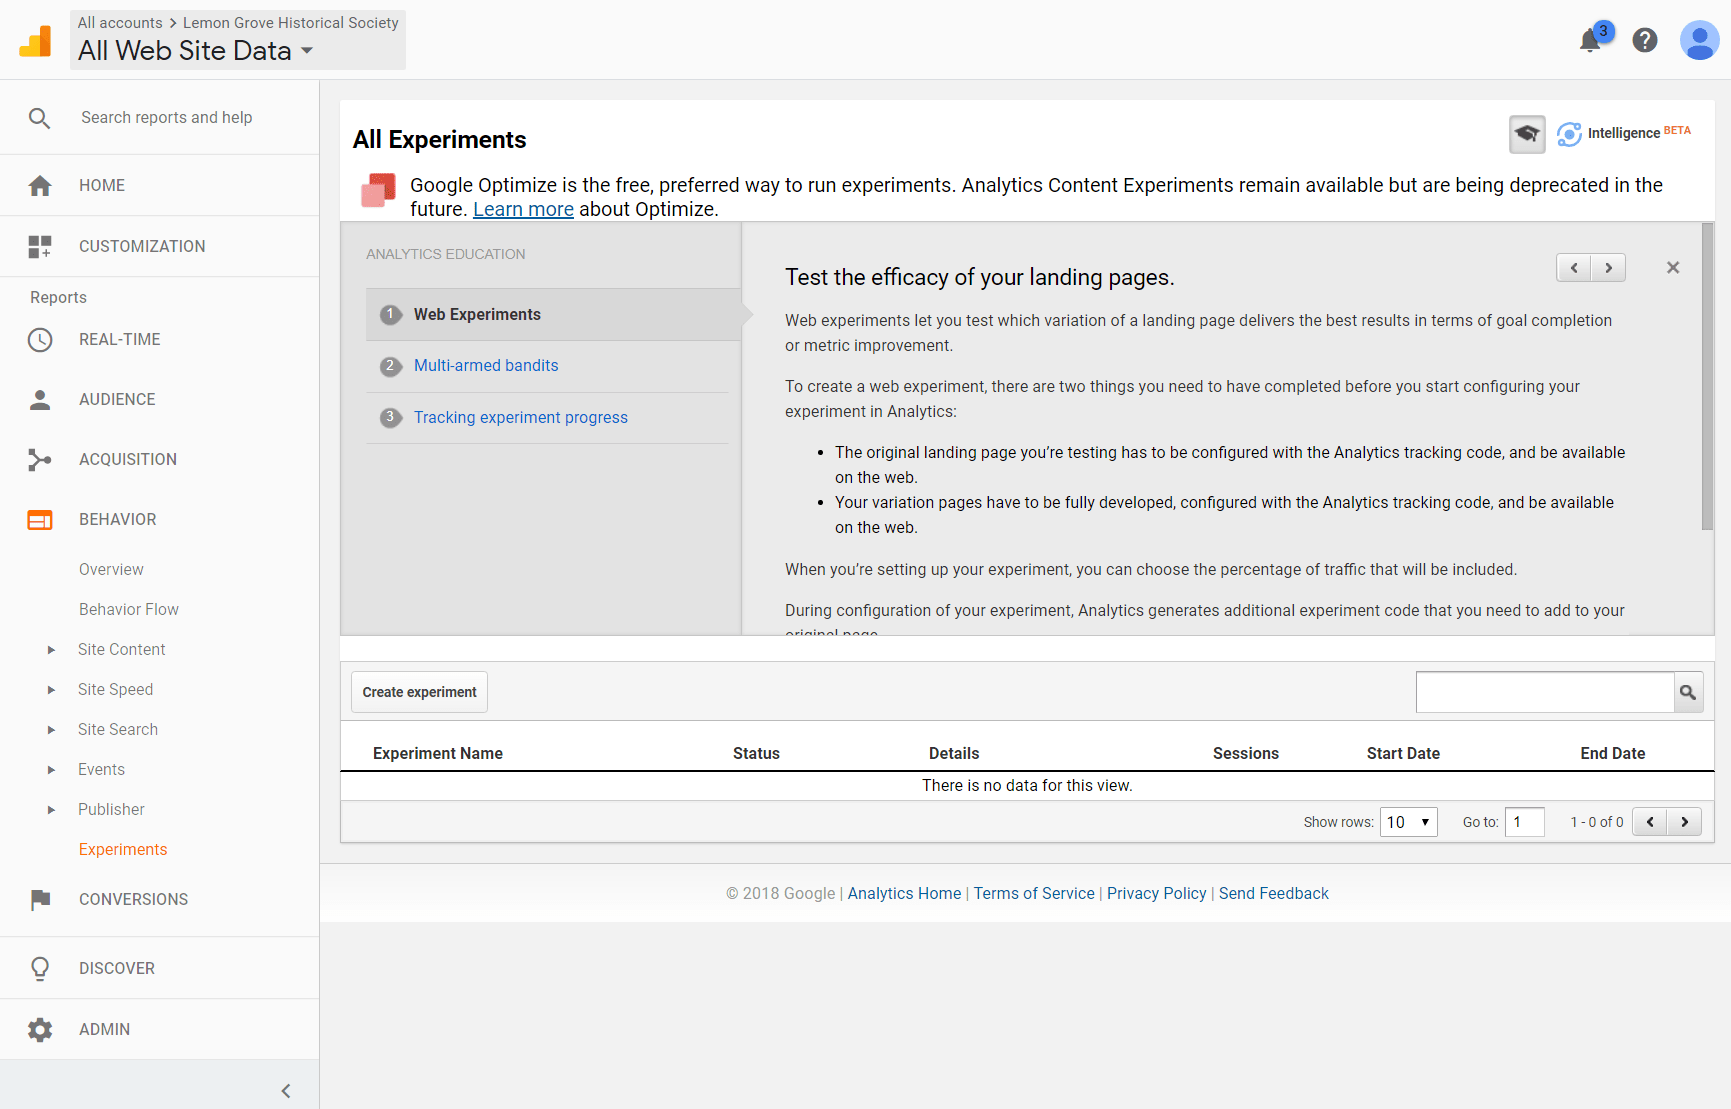 All accounts > Lemon Grove Historical Society
All Web Site Data
3
Search reports and help
HOME
CUSTOMIZATION
Reports
REAL-TIME
AUDIENCE
ACQUISITION
BEHAVIOR
Overview
Behavior Flow
Site Content
Site Speed
Site Search
Events
Publisher
Experiments
CONVERSIONS
DISCOVER
ADMIN
All Experiments
Intelligence BETA
Google Optimize is the free, preferred way to run experiments. Analytics Content Experiments remain available but are being deprecated in the
future. Learn more about Optimize.
ANALYTICS EDUCATION
1 Web Experiments
2 Multi-armed bandits
3 Tracking experiment progress
Test the efficacy of your landing pages.
Web experiments let you test which variation of a landing page delivers the best results in terms of goal completion
or metric improvement.
To create a web experiment, there are two things you need to have completed before you start configuring your
experiment in Analytics:
• The original landing page you’re testing has to be configured with the Analytics tracking code, and be available
on the web.
• Your variation pages have to be fully developed, configured with the Analytics tracking code, and be available
on the web.
When you’re setting up your experiment, you can choose the percentage of traffic that will be included.
During configuration of your experiment, Analytics generates additional experiment code that you need to add to your
original page
Create experiment
Experiment Name Status Details Sessions Start Date End Date
There is no data for this view.
Show rows: 10 Go to: 1 1 - 0 of 0
© 2018 Google | Analytics Home | Terms of Service | Privacy Policy | Send Feedback